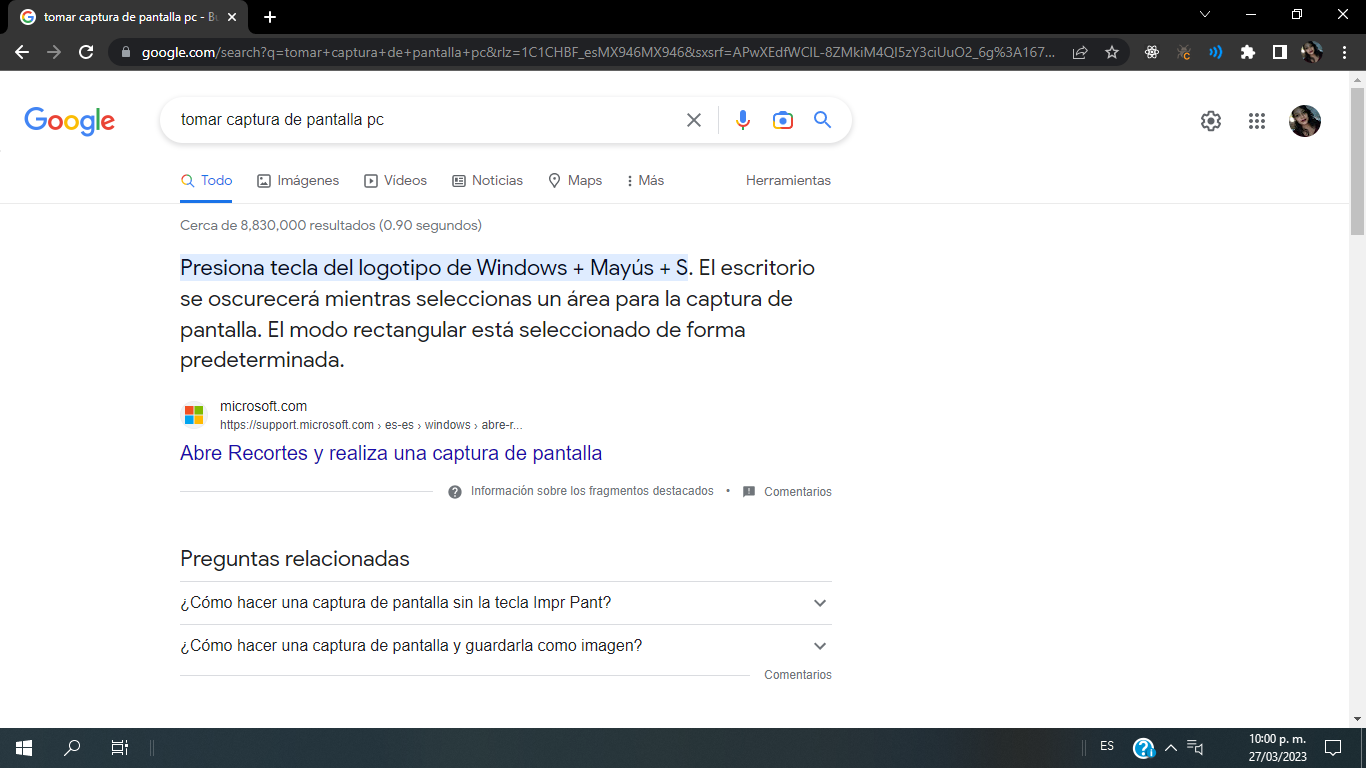 tomar captura de pantalla pc - Bu
google.com/search?q=tomar+captura+de+pantalla+pc&rlz=1C1CHBF_esMX946MX946&sxsrf=APwXEdfWCIL-8ZMkiM4QI5zY3ciUuO2_6g%3A167...
Google
tomar captura de pantalla pc
Todo Imágenes Vídeos Noticias Maps Más Herramientas
Cerca de 8,830,000 resultados (0.90 segundos)
Presiona tecla del logotipo de Windows + Mayús + S. El escritorio
se oscurecerá mientras seleccionas un área para la captura de
pantalla. El modo rectangular está seleccionado de forma
predeterminada.
microsoft.com
https://support.microsoft.com › es-es › windows › abre-r...
Abre Recortes y realiza una captura de pantalla
Información sobre los fragmentos destacados • Comentarios
Preguntas relacionadas
¿Cómo hacer una captura de pantalla sin la tecla Impr Pant?
¿Cómo hacer una captura de pantalla y guardarla como imagen?
Comentarios
ES
10:00 p. m.
27/03/2023